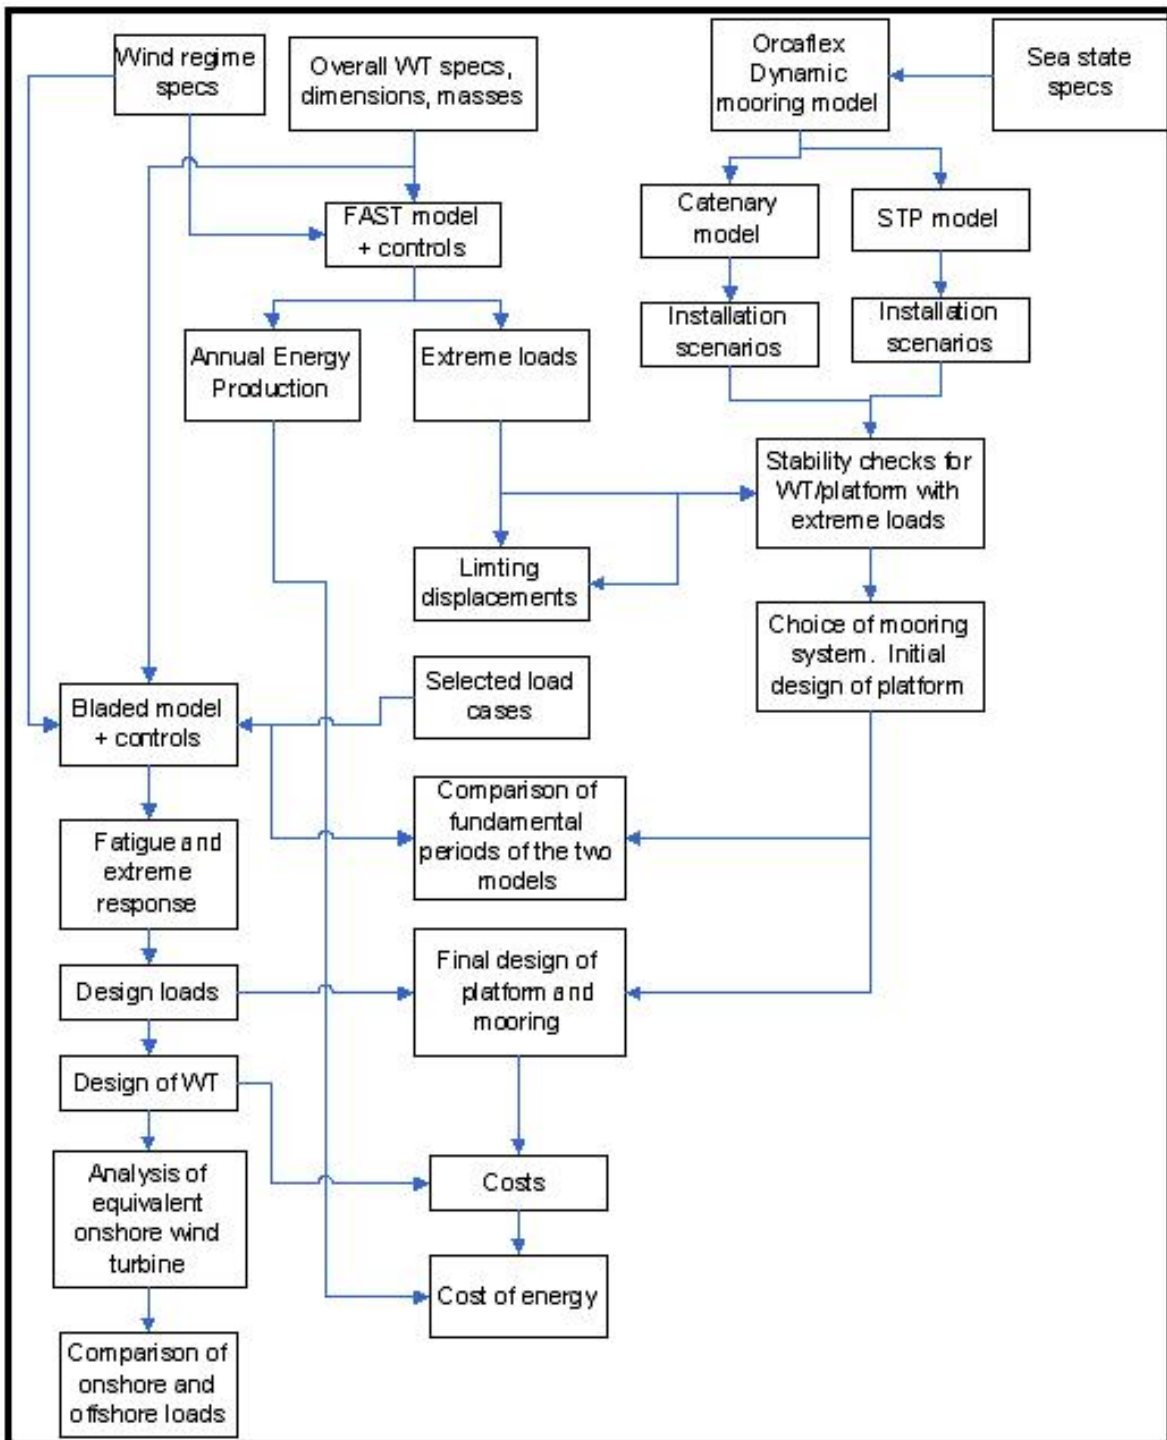 Wind regime
specs
Overall WT specs,
dimensions, masses
Orcaflex
Dynamic
mooring model
Sea state
specs
FAST model
+ controls
Catenary
model
STP model
Annual Energy
Production
Extreme loads
Installation
scenarios
Installation
scenarios
Stability checks for
WT/platform with
extreme loads
Limting
displacements
Choice of mooring
system. Initial
design of platform
Selected load
cases
Bladed model
+ controls
Comparison of
fundamental
periods of the two
models
Fatigue and
extreme
response
Final design of
platform and
mooring
Design loads
Design of WT
Analysis of
equivalent
onshore wind
turbine
Costs
Cost of energy
Comparison of
onshore and
offshore loads